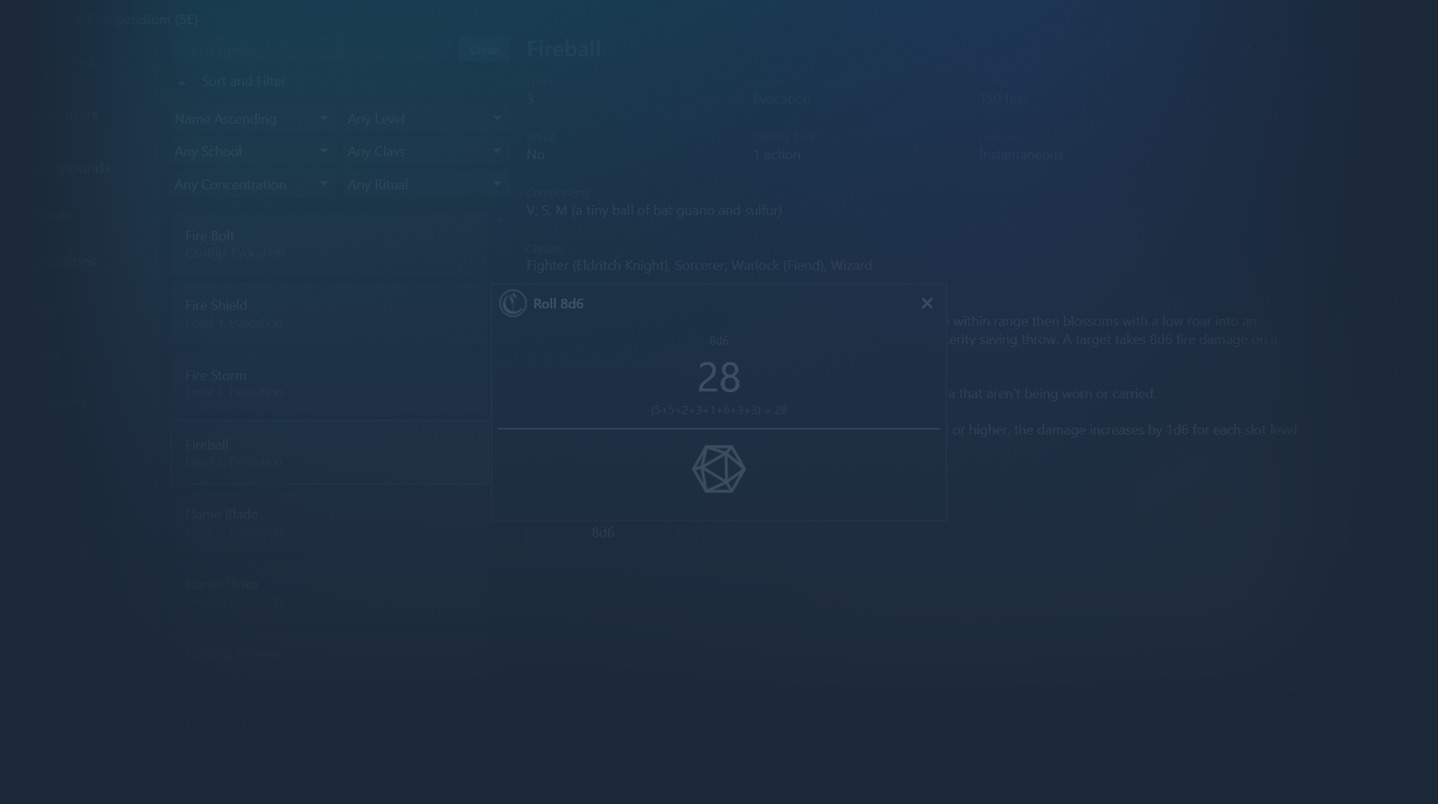 Compendium (5E)
Clear
Sort and Filter
Name Ascending
Any Level
Any School
Any Class
Any Concentration
Any Ritual
Fire Bolt
Cantrip, Evocation
Fire Shield
Level 4, Evocation
Fire Storm
Level 7, Evocation
Fireball
Level 3, Evocation
Flame Blade
Level 2, Evocation
Flame Strike
Fireball
3
Evocation
150 feet
Ritual
No
Casting Time
1 action
Instantaneous
Components
V, S, M (a tiny ball of bat guano and sulfur)
Classes
Fighter (Eldritch Knight), Sorcerer, Warlock (Fiend), Wizard
within range then blossoms with a low roar into an
saving throw. A target takes 8d6 fire damage on a
that aren't being worn or carried.
or higher, the damage increases by 1d6 for each slot level
8d6
Roll 8d6
8d6
28
(5+5+2+3+1+6+3+3) = 28